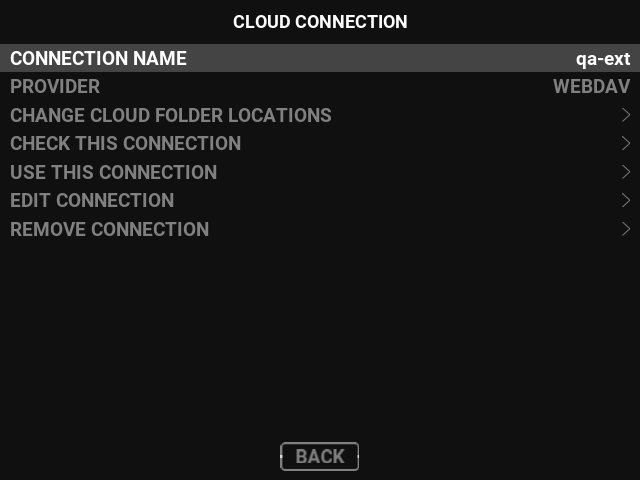 CLOUD CONNECTION
CONNECTION NAME qa-ext
PROVIDER WEBDAV
CHANGE CLOUD FOLDER LOCATIONS
CHECK THIS CONNECTION
USE THIS CONNECTION
EDIT CONNECTION
REMOVE CONNECTION
BACK